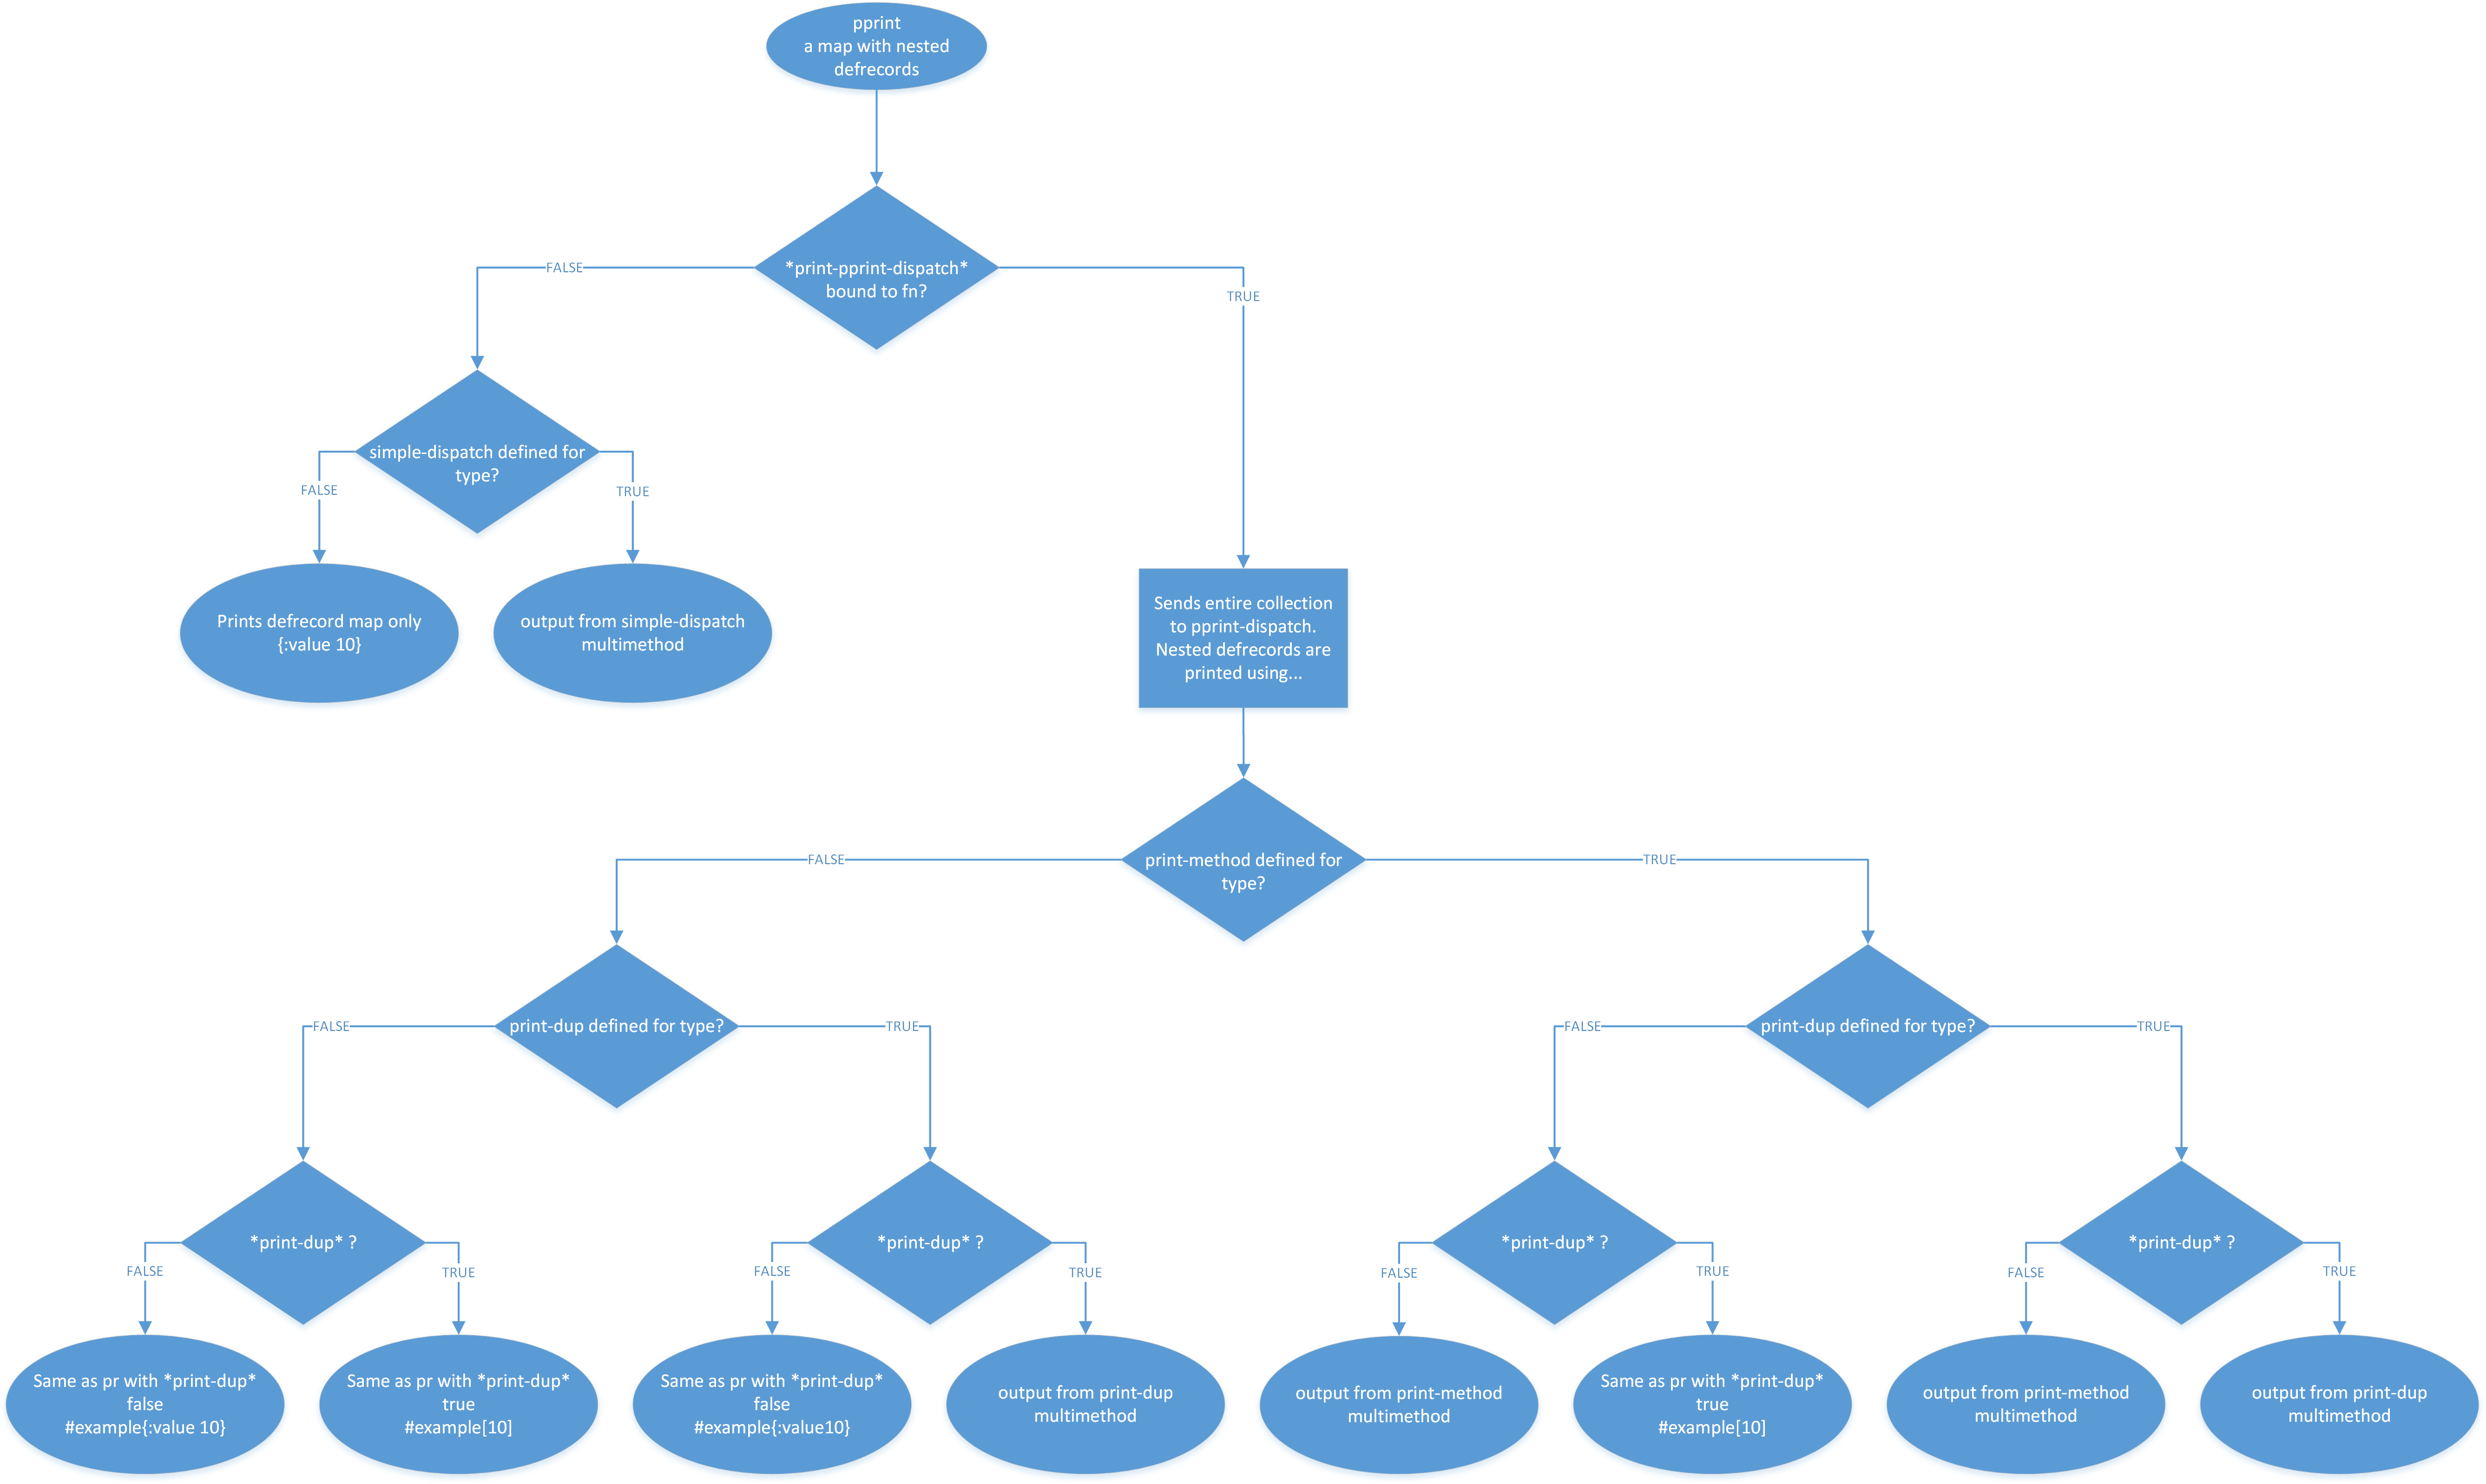 pprint
a map with nested
defrecords
*print-pprint-dispatch*
bound to fn?
FALSE
TRUE
simple-dispatch defined for
type?
FALSE
TRUE
Prints defrecord map only
{:value 10}
output from simple-dispatch
multimethod
Sends entire collection
to pprint-dispatch.
Nested defrecords are
printed using...
print-method defined for
type?
FALSE
TRUE
print-dup defined for type?
FALSE
TRUE
print-dup defined for type?
FALSE
TRUE
*print-dup* ?
FALSE
TRUE
*print-dup* ?
FALSE
TRUE
*print-dup* ?
FALSE
TRUE
*print-dup* ?
FALSE
TRUE
Same as pr with *print-dup*
false
#example{:value 10}
Same as pr with *print-dup*
true
#example[10]
Same as pr with *print-dup*
false
#example{:value10}
output from print-dup
multimethod
output from print-method
multimethod
Same as pr with *print-dup*
true
#example[10]
output from print-method
multimethod
output from print-dup
multimethod